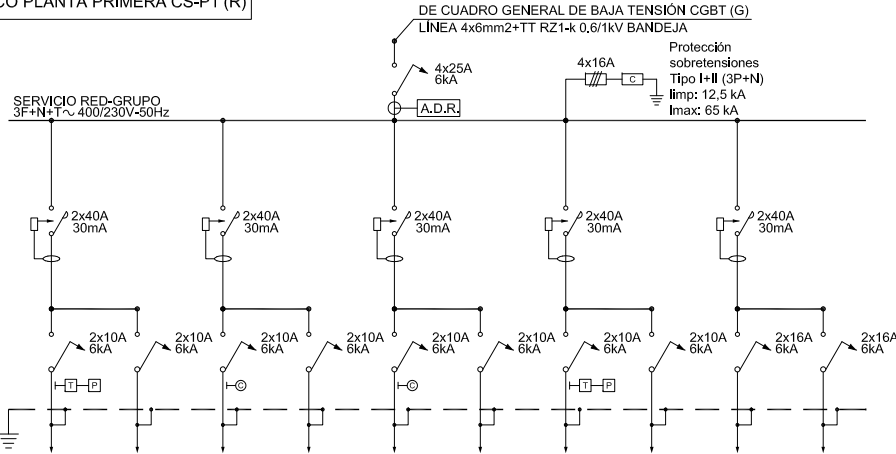 CO PLANTA PRIMERA CS-P1 (R)
DE CUADRO GENERAL DE BAJA TENSIÓN CGBT (G)
LÍNEA 4x6mm2+TT RZ1-k 0.6/1kV BANDEJA
4x25A
6kA
A.D.R.
4x16A
C
Protección
sobretensiones
Tipo I+II (3P+N)
Iimp: 12,5 kA
Imax: 65 kA
SERVICIO RED-GRUPO
3F+N+T~ 400/230V-50Hz
2x40A
30mA
2x40A
30mA
2x40A
30mA
2x40A
30mA
2x40A
30mA
2x10A
6kA
2x10A
6kA
2x10A
6kA
2x10A
6kA
2x10A
6kA
2x10A
6kA
2x10A
6kA
2x10A
6kA
2x16A
6kA
2x16A
6kA
T P
C
C
T P